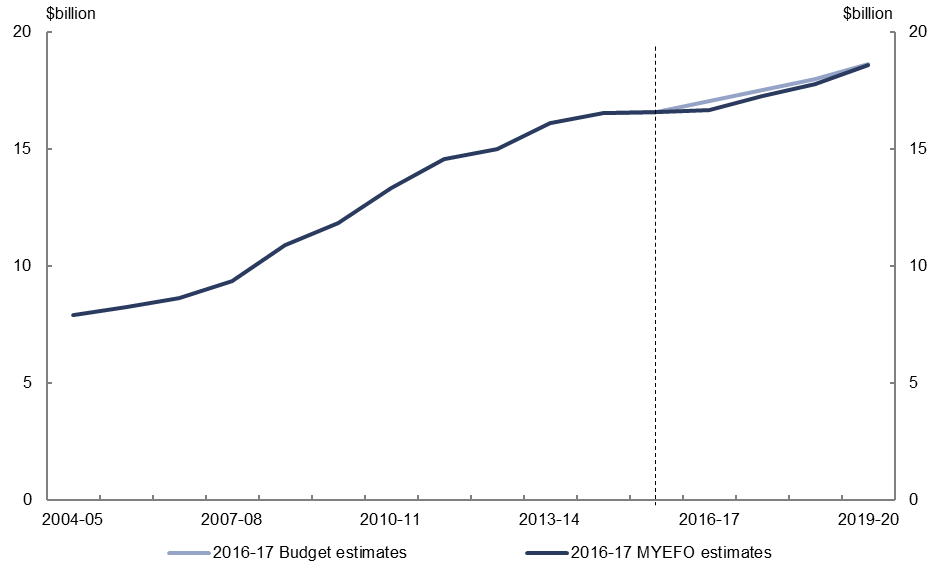 $billion $billion
20 20
15 15
10 10
5 5
0 0
2004-05 2007-08 2010-11 2013-14 2016-17 2019-20
2016-17 Budget estimates 2016-17 MYEFO estimates